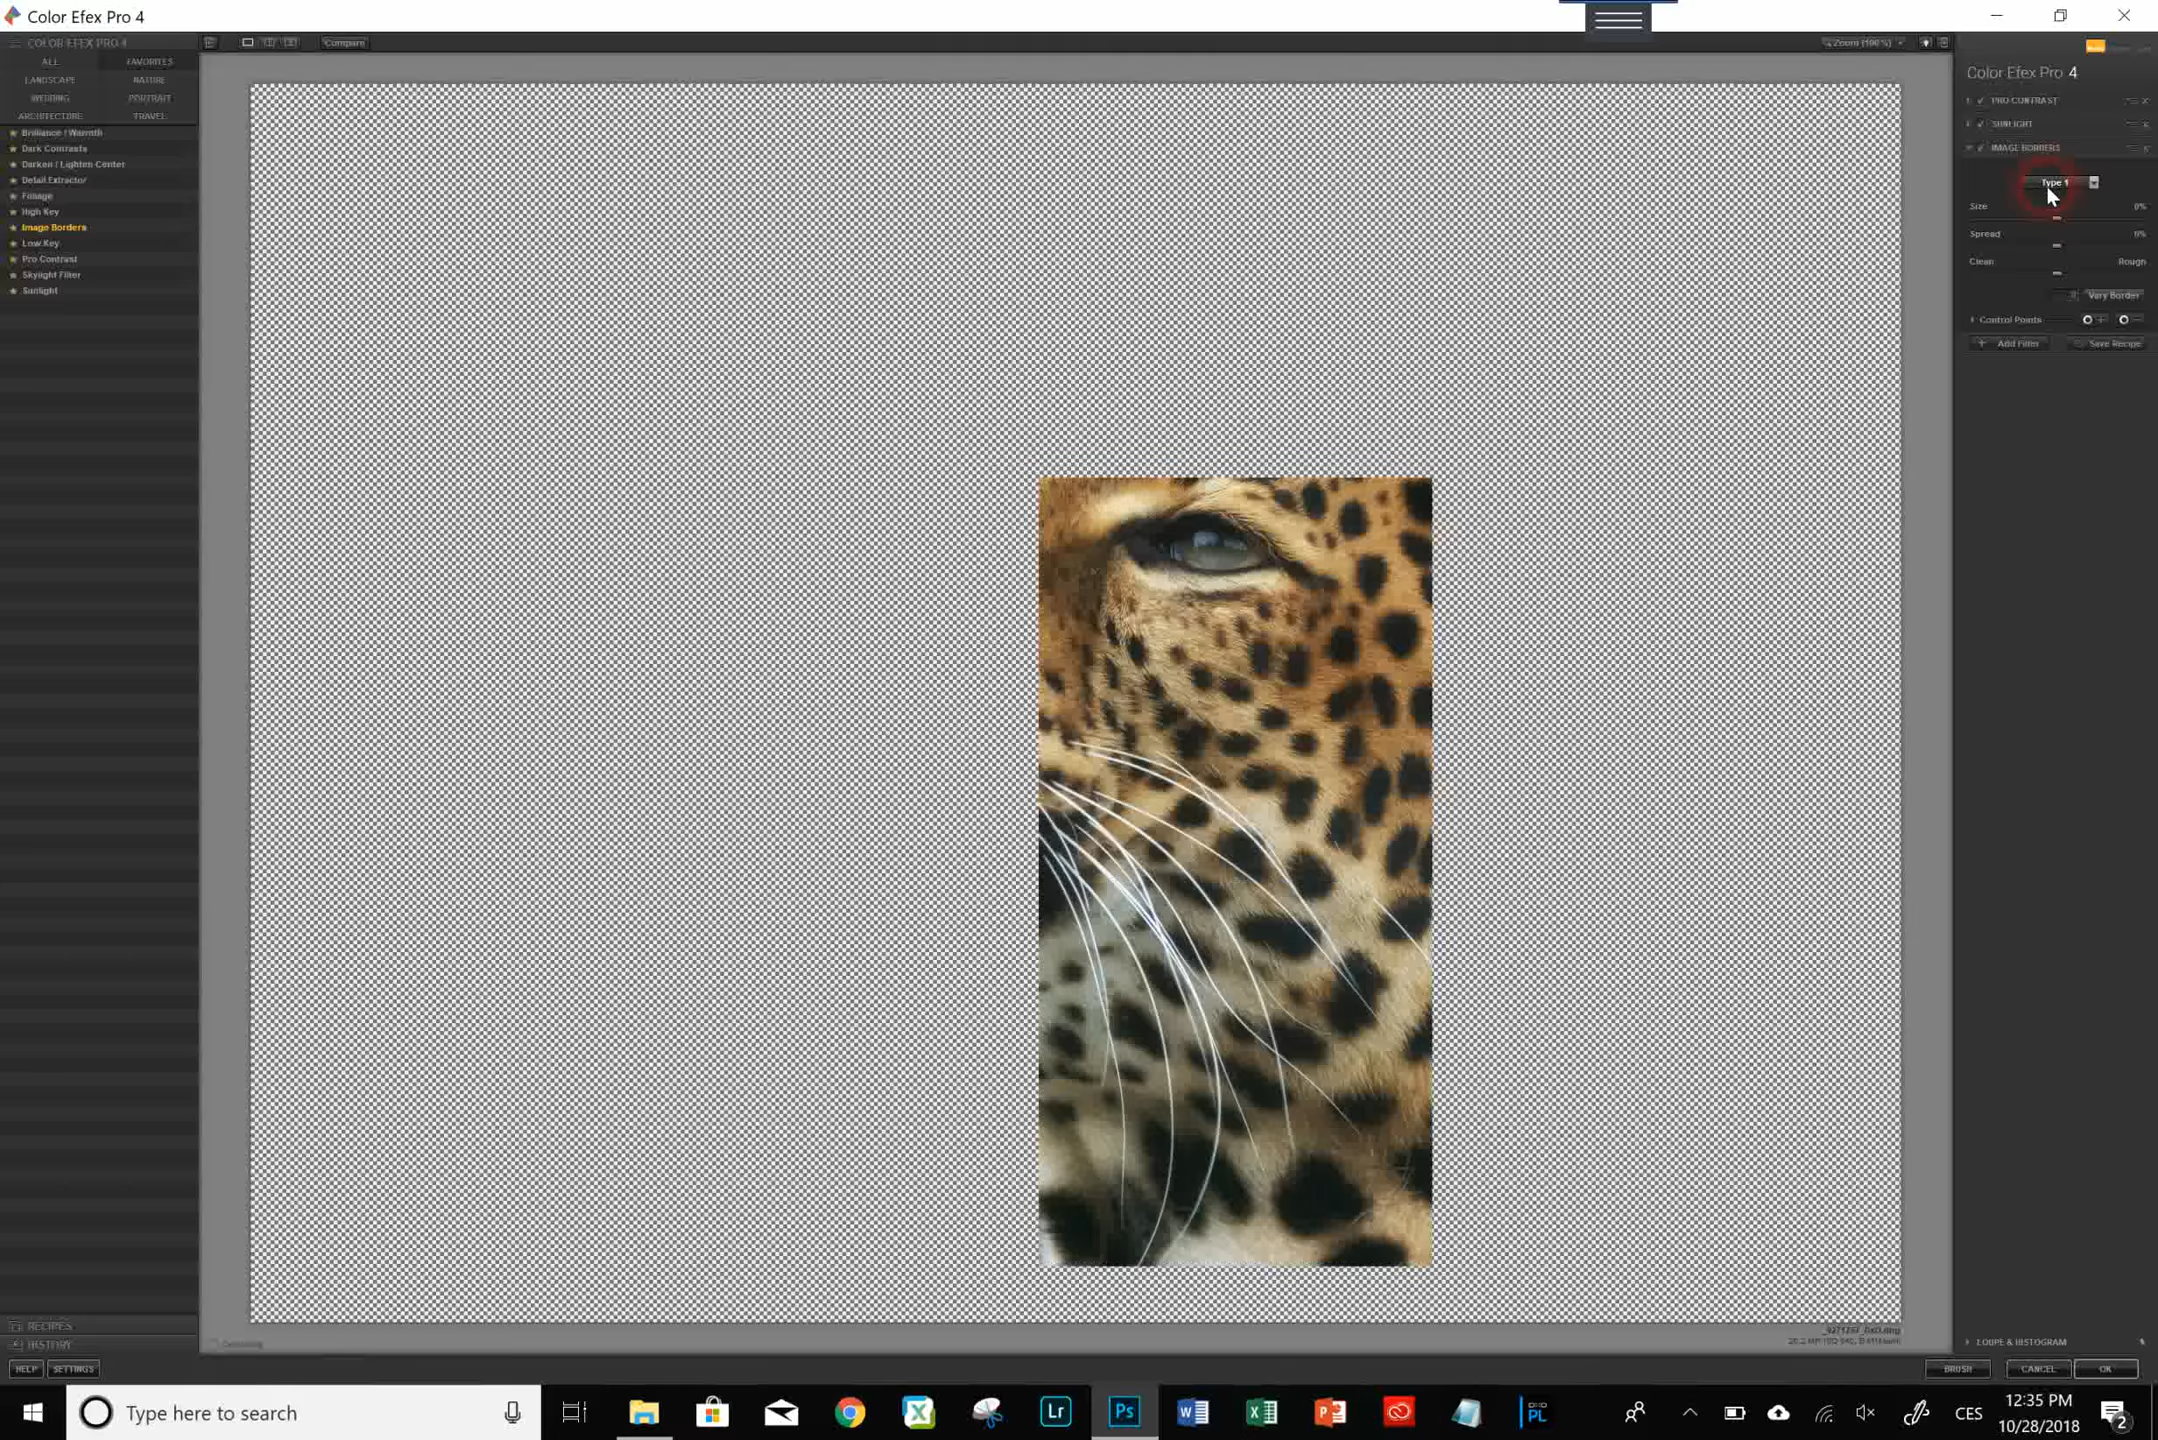 Color Efex Pro 4
COLOR EFEX PRO 4
Compare
Zoom (100%)
ALL
FAVORITES
LANDSCAPE
NATURE
WEDDING
PORTRAIT
ARCHITECTURE
TRAVEL
Brilliance / Warmth
Dark Contrasts
Darken / Lighten Center
Detail Extractor
Foliage
High Key
Image Borders
Low Key
Pro Contrast
Skylight Filter
Sunlight
Color Efex Pro 4
PRO CONTRAST
SUNLIGHT
IMAGE BORDERS
Type 1
Size 0%
Spread 0%
Clean Rough
Vary Border
Control Points
Add Filter
Save Recipe
RECIPES
HISTORY
LOUPE & HISTOGRAM
HELP
SETTINGS
BRUSH
CANCEL
OK
Type here to search
Lr
Ps
PL
CES
12:35 PM
10/28/2018
2